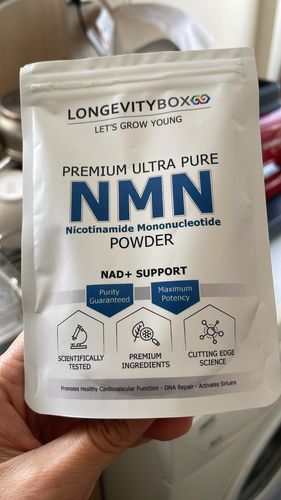 LONGEVITYBOX
LET'S GROW YOUNG
PREMIUM ULTRA PURE
NMN
Nicotinamide Mononucleotide
POWDER
NAD+ SUPPORT
Purity Guaranteed
Maximum Potency
SCIENTIFICALLY TESTED
PREMIUM INGREDIENTS
CUTTING EDGE SCIENCE
Promotes Healthy Cardiovascular Function - DNA Repair - Activates Sirtuins